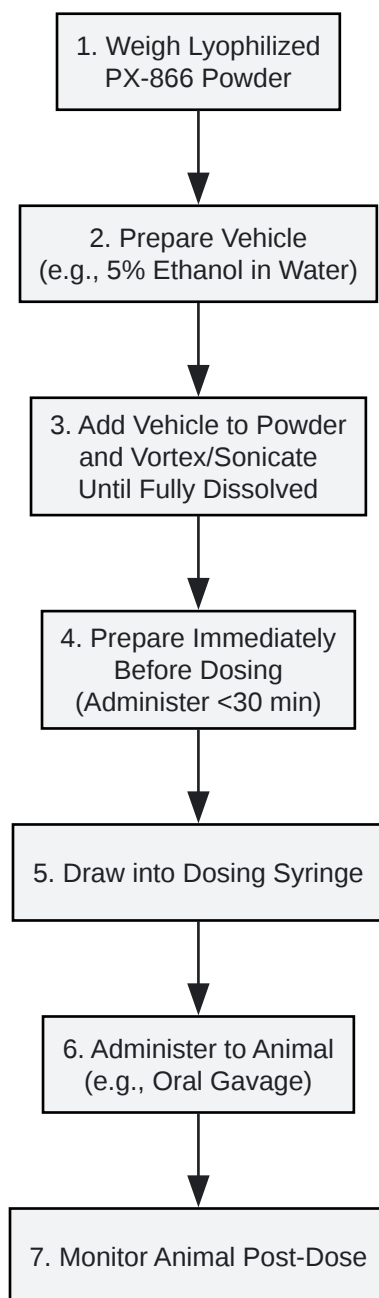 1. Weigh Lyophilized
PX-866 Powder
2. Prepare Vehicle
(e.g., 5% Ethanol in Water)
3. Add Vehicle to Powder
and Vortex/Sonicate
Until Fully Dissolved
4. Prepare Immediately
Before Dosing
(Administer <30 min)
5. Draw into Dosing Syringe
6. Administer to Animal
(e.g., Oral Gavage)
7. Monitor Animal Post-Dose